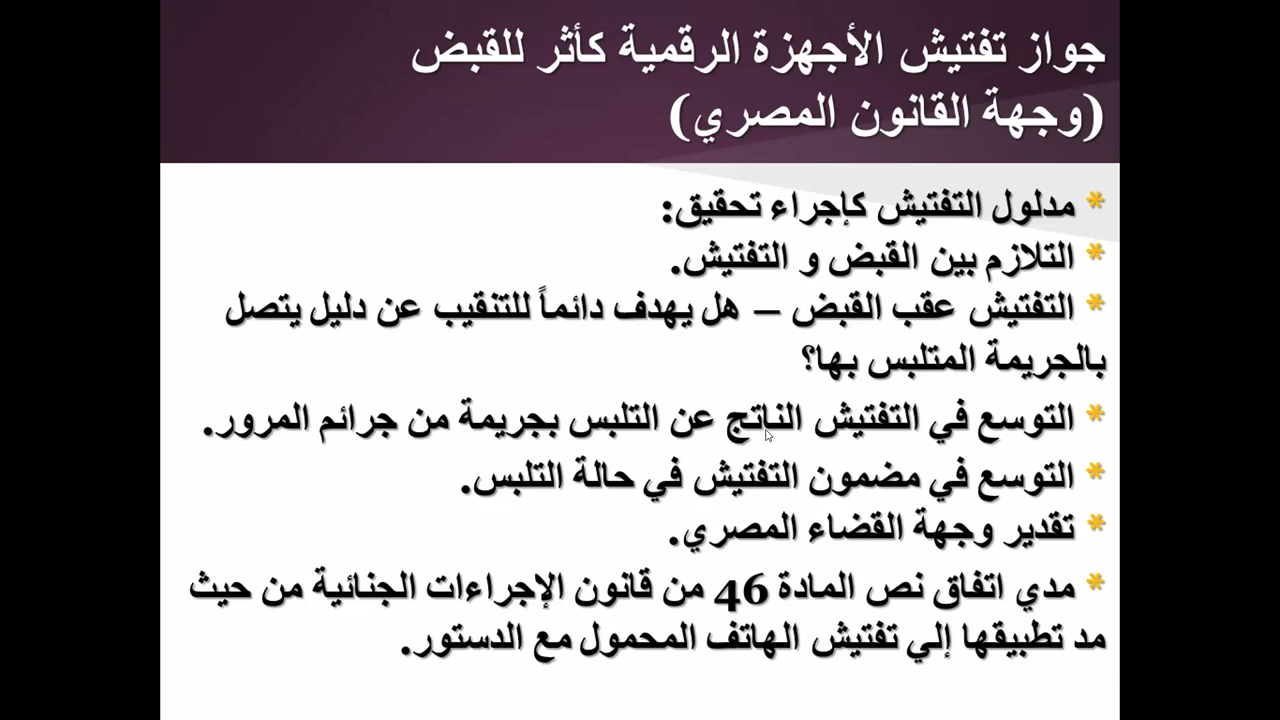 جواز تفتيش الأجهزة الرقمية كأثر للقبض
(وجهة القانون المصري)
* مدلول التفتيش كإجراء تحقيق:
* التلازم بين القبض و التفتيش.
* التفتيش عقب القبض – هل يهدف دائماً للتنقيب عن دليل يتصل
بالجريمة المتلبس بها؟
* التوسع في التفتيش الناتج عن التلبس بجريمة من جرائم المرور.
* التوسع في مضمون التفتيش في حالة التلبس.
* تقدير وجهة القضاء المصري.
* مدي اتفاق نص المادة 46 من قانون الإجراءات الجنائية من حيث
مد تطبيقها إلي تفتيش الهاتف المحمول مع الدستور.